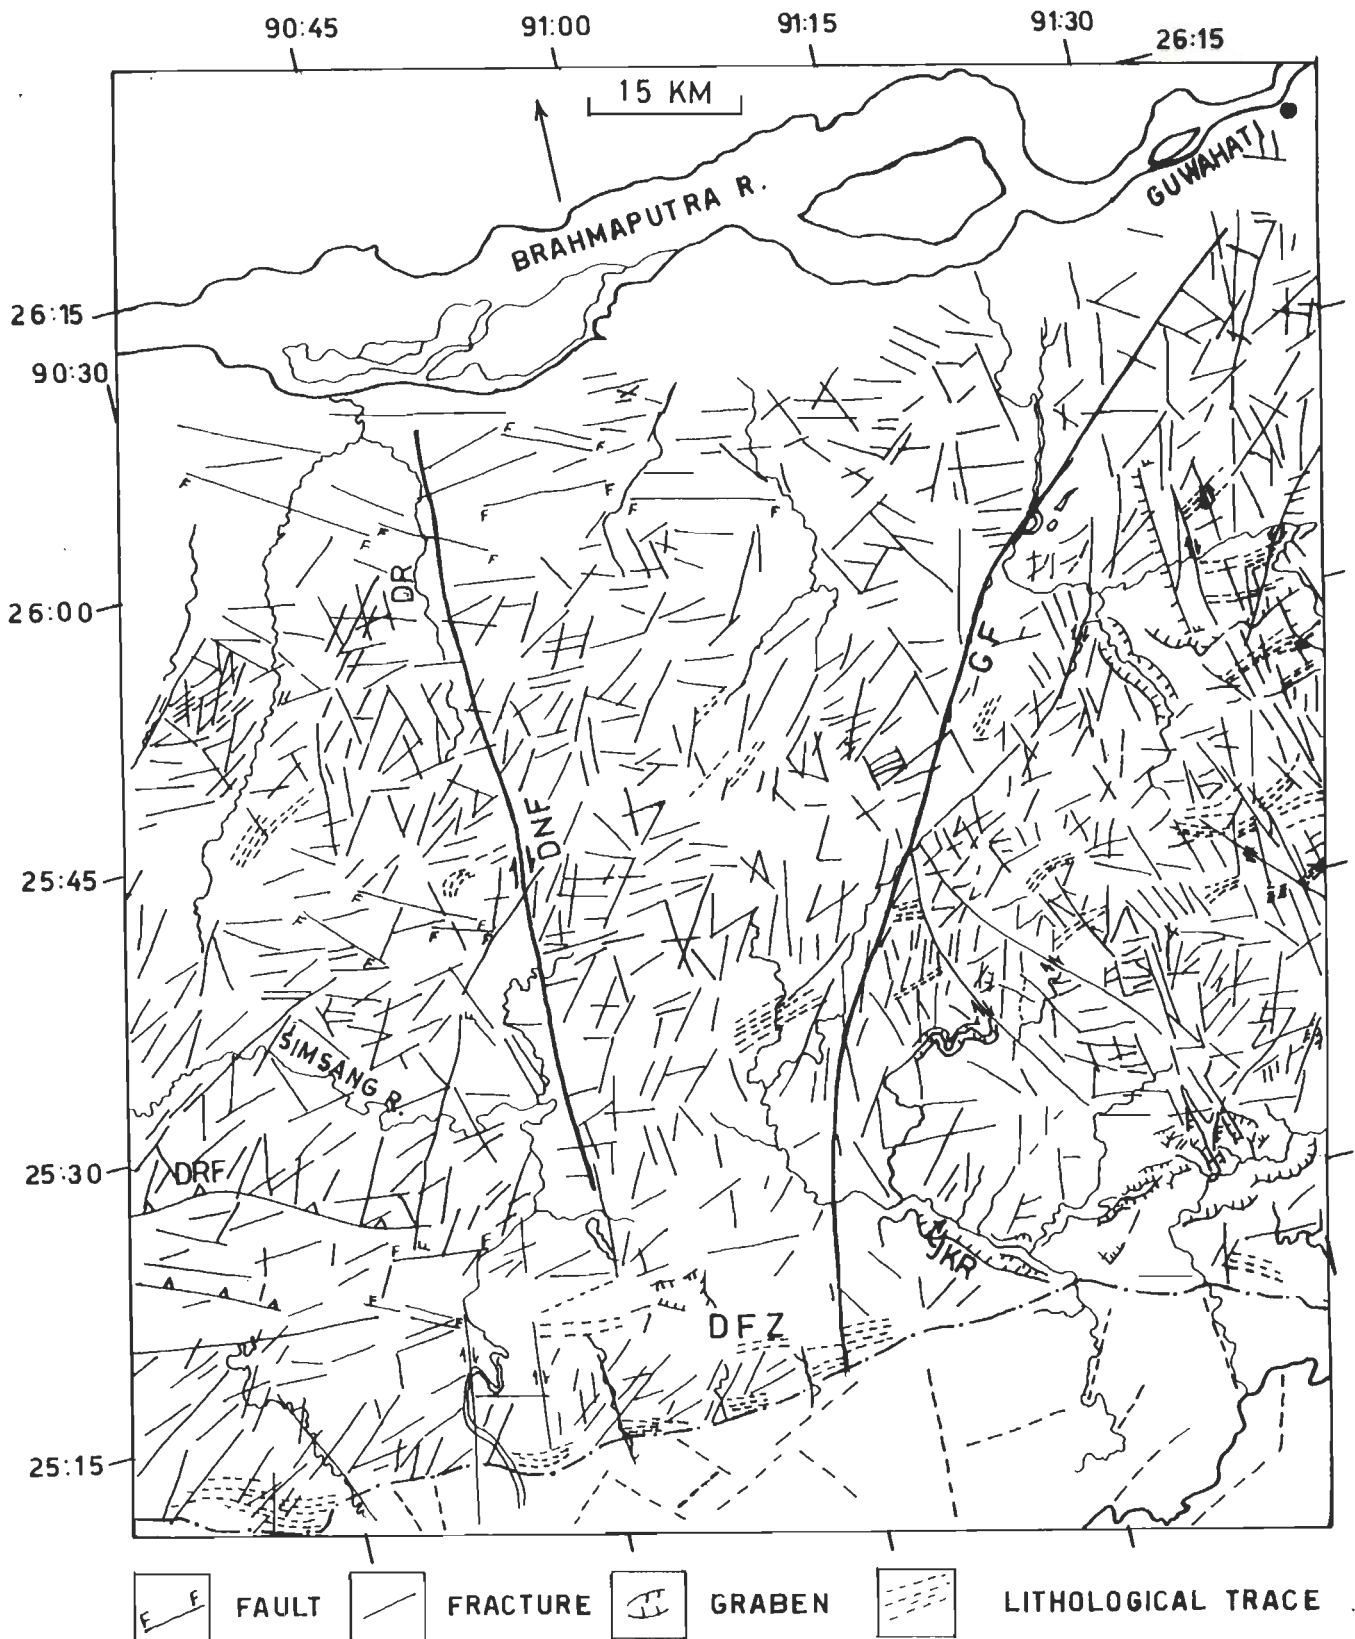 90:45 91:00 91:15 91:30
26:15
15 KM
GUWAHATI
BRAHMAPUTRA R.
26:15
90:30
F F
F F F F F
F F F
DR
26:00
GF
DNF
25:45
F F F F F F
F
SIMSANG R.
25:30
DRF
F F F
UKR
F F
DFZ
25:15
F F FAULT FRACTURE GRABEN LITHOLOGICAL TRACE